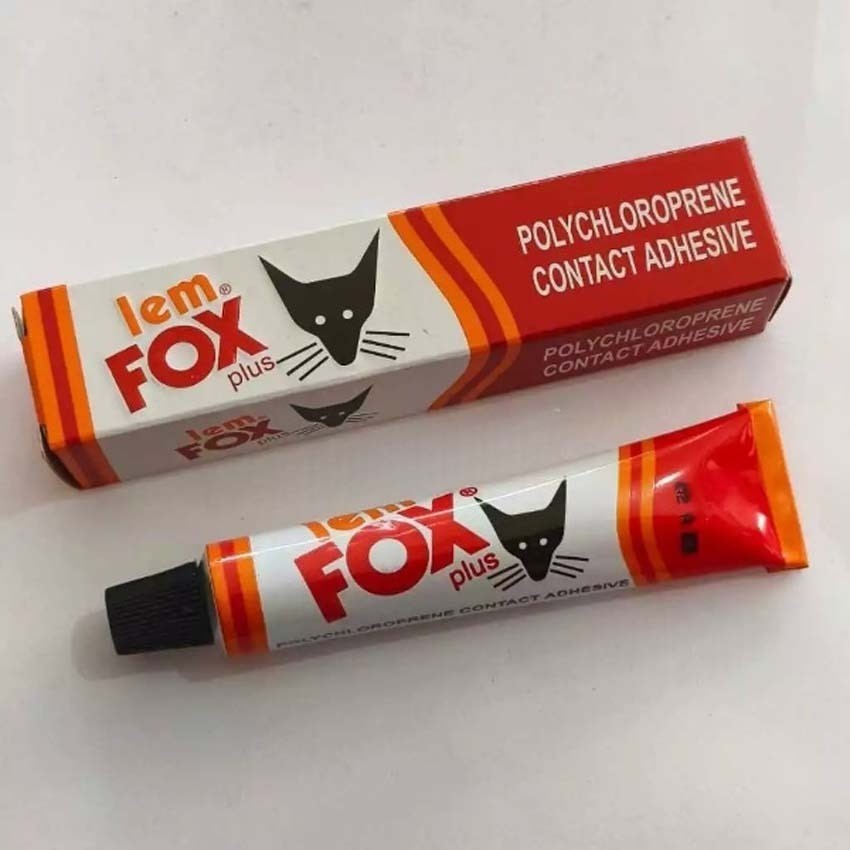 lem®
FOX
plus
POLYCHLOROPRENE
CONTACT ADHESIVE
lem®
FOX
plus
POLYCHLOROPRENE
CONTACT ADHESIVE
lem
FOX®
plus
POLYCHLOROPRENE CONTACT ADHESIVE